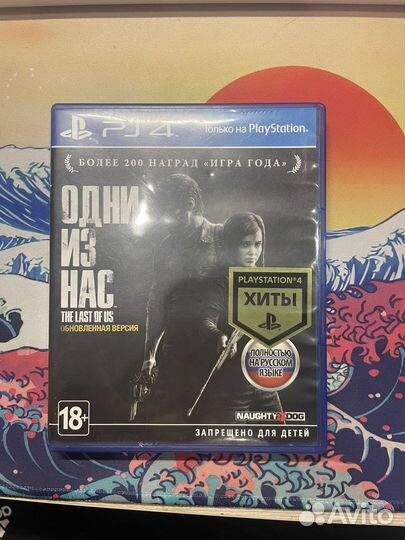 PS4
Только на PlayStation.
БОЛЕЕ 200 НАГРАД «ИГРА ГОДА»
ОДНИ
ИЗ
НАС
THE LAST OF US
ОБНОВЛЕННАЯ ВЕРСИЯ
PLAYSTATION®4
ХИТЫ
ПОЛНОСТЬЮ
НА РУССКОМ
ЯЗЫКЕ
18+
NAUGHTY DOG
ЗАПРЕЩЕНО ДЛЯ ДЕТЕЙ
Avito